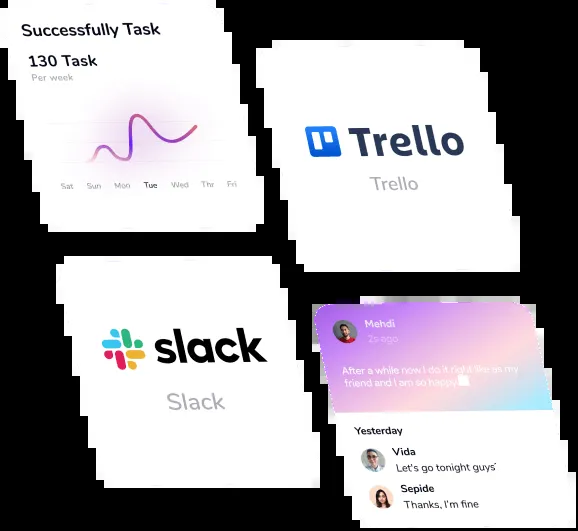 Successfully Task
130 Task
Per week
Sat Sun Mon Tue Wed Thr Fri
Trello
Trello
slack
Slack
Mehdi
2s ago
After a while now I do it right like as my
friend and I am so happy
Yesterday
Vida
Let's go tonight guys'
Sepide
Thanks, I'm fine